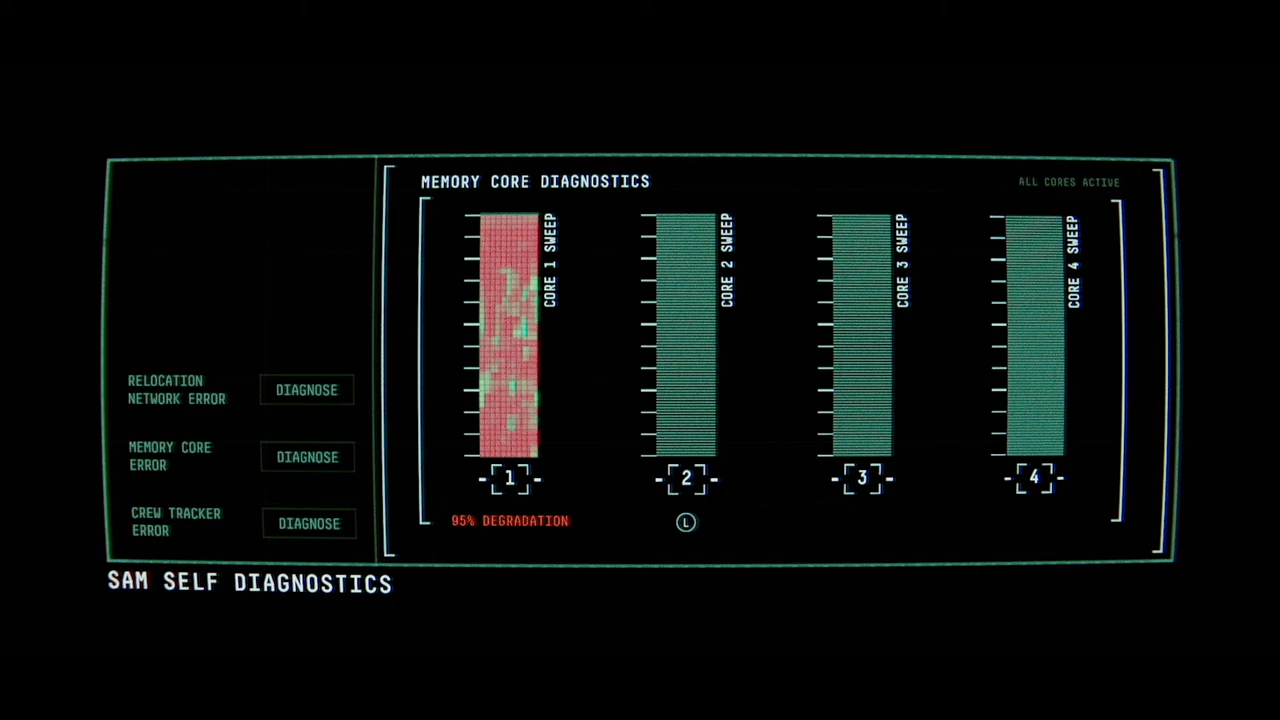 MEMORY CORE DIAGNOSTICS
ALL CORES ACTIVE
CORE 1 SWEEP
CORE 2 SWEEP
CORE 3 SWEEP
CORE 4 SWEEP
RELOCATION
NETWORK ERROR
DIAGNOSE
MEMORY CORE
ERROR
DIAGNOSE
CREW TRACKER
ERROR
DIAGNOSE
1
2
3
4
95% DEGRADATION
L
SAM SELF DIAGNOSTICS